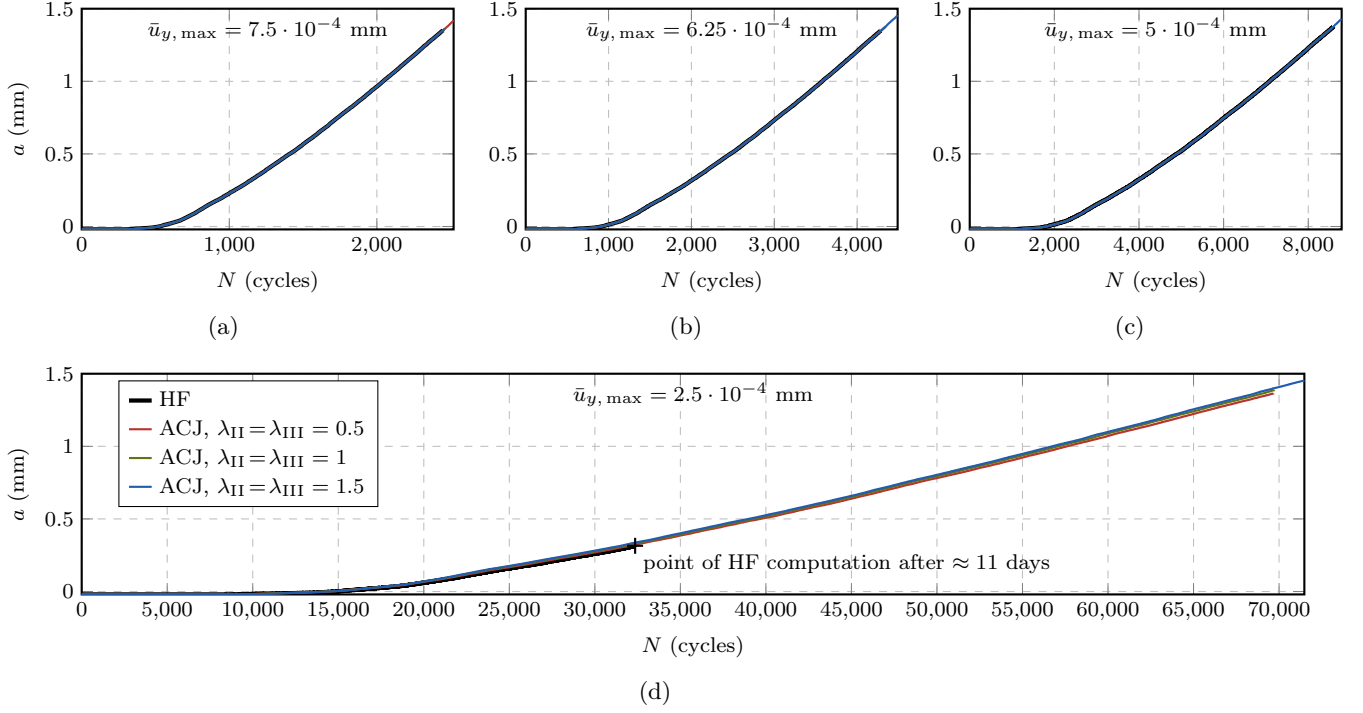 ū_{y, max} = 7.5 · 10⁻⁴ mm
1.5
1
0.5
0
a (mm)
0 1,000 2,000
N (cycles)
(a)
ū_{y, max} = 6.25 · 10⁻⁴ mm
1.5
1
0.5
0
0 1,000 2,000 3,000 4,000
N (cycles)
(b)
ū_{y, max} = 5 · 10⁻⁴ mm
1.5
1
0.5
0
0 2,000 4,000 6,000 8,000
N (cycles)
(c)
ū_{y, max} = 2.5 · 10⁻⁴ mm
1.5
1
0.5
0
a (mm)
HF
ACJ, λ_II = λ_III = 0.5
ACJ, λ_II = λ_III = 1
ACJ, λ_II = λ_III = 1.5
point of HF computation after ≈ 11 days
0 5,000 10,000 15,000 20,000 25,000 30,000 35,000 40,000 45,000 50,000 55,000 60,000 65,000 70,000
N (cycles)
(d)